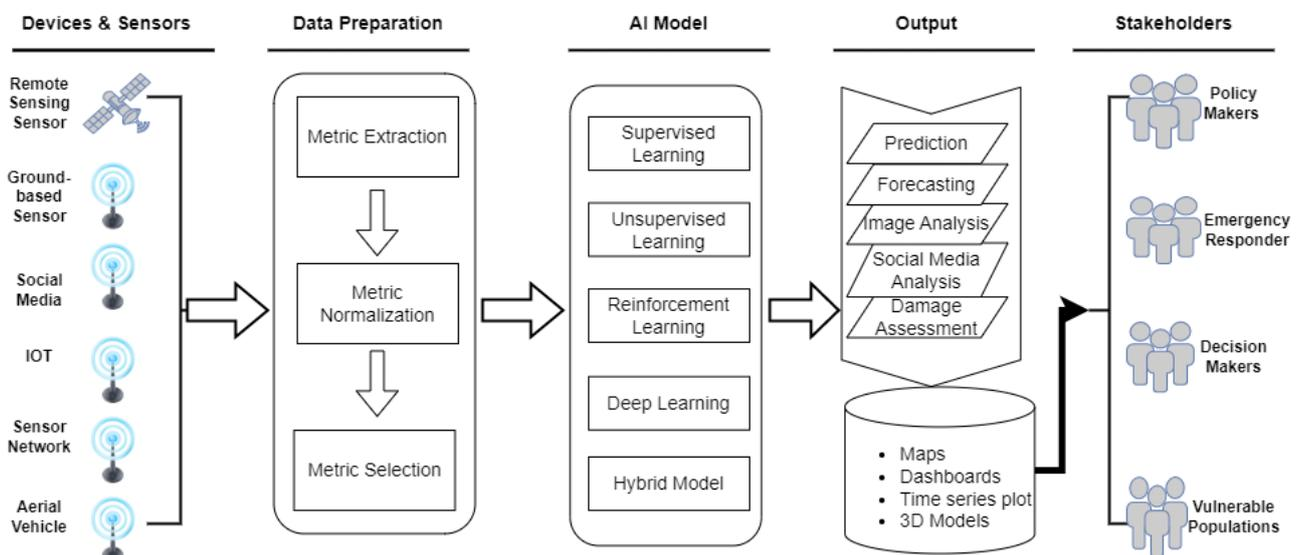 Devices & Sensors
Data Preparation
AI Model
Output
Stakeholders
Remote
Sensing
Sensor
Ground-
based
Sensor
Social
Media
IOT
Sensor
Network
Aerial
Vehicle
Metric Extraction
Metric
Normalization
Metric Selection
Supervised
Learning
Unsupervised
Learning
Reinforcement
Learning
Deep Learning
Hybrid Model
Prediction
Forecasting
Image Analysis
Social Media
Analysis
Damage
Assessment
• Maps
• Dashboards
• Time series plot
• 3D Models
Policy
Makers
Emergency
Responder
Decision
Makers
Vulnerable
Populations